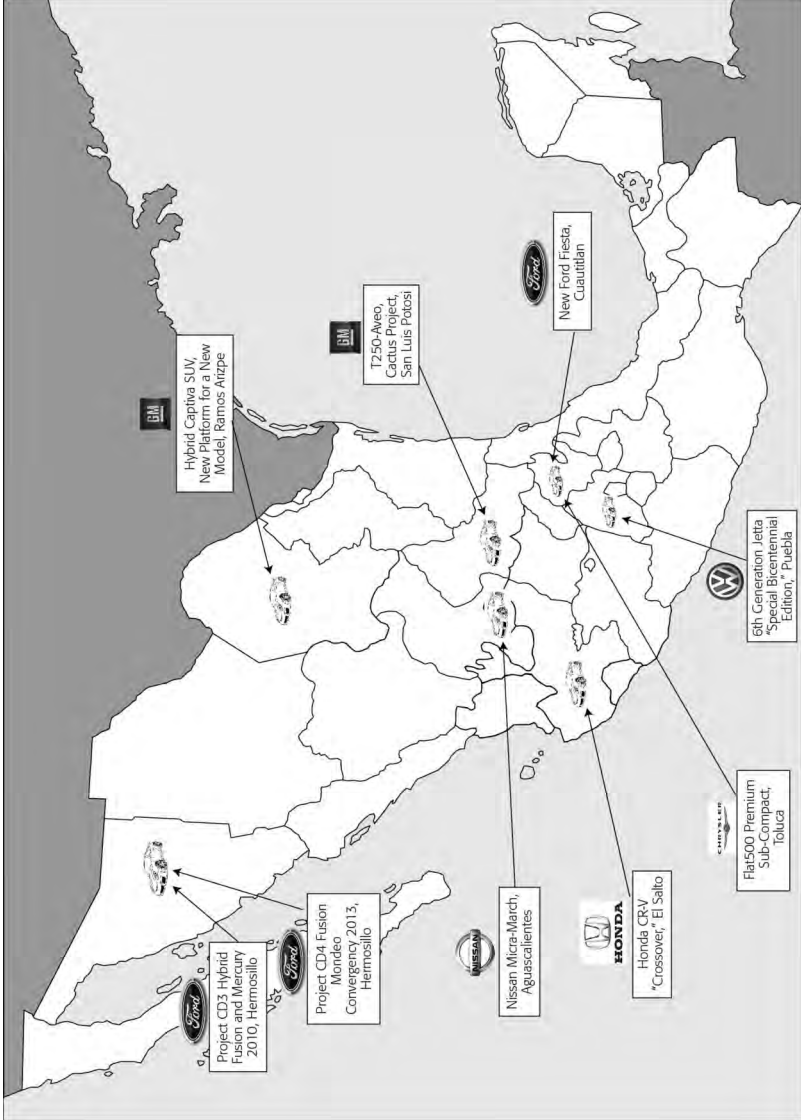 GM
Hybrid Captiva SUV,
New Platform for a New
Model, Ramos Arizpe
Ford
Project CD3 Hybrid
Fusion and Mercury
2010, Hermosillo
Ford
Project CD4 Fusion
Mondeo
Convergency 2013,
Hermosillo
GM
T250-Aveo,
Cactus Project,
San Luis Potosi
NISSAN
Nissan Micra-March,
Aguascalientes
Ford
New Ford Fiesta,
Cuautitlan
HONDA
Honda CR-V
"Crossover," El Salto
CHRYSLER
Flat500 Premium
Sub-Compact,
Toluca
VW
6th Generation Jetta
"Special Bicentennial
Edition," Puebla